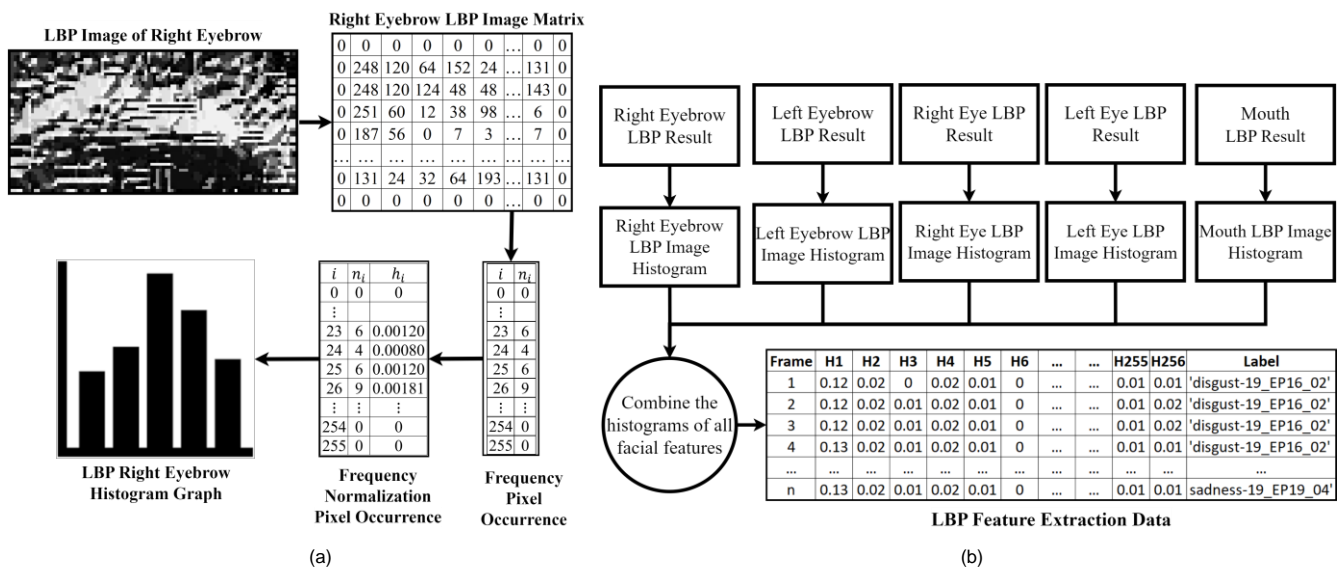 LBP Image of Right Eyebrow
Right Eyebrow LBP Image Matrix
0 0 0 0 0 0 ... 0 0
0 248 120 64 152 24 ... 131 0
0 248 120 124 48 48 ... 143 0
0 251 60 12 38 98 ... 6 0
0 187 56 0 7 3 ... 7 0
... ... ... ... ... ... ... ... ...
0 131 24 32 64 193 ... 131 0
0 0 0 0 0 0 ... 0 0
i n_i h_i
0 0 0
⋮
23 6 0.00120
24 4 0.00080
25 6 0.00120
26 9 0.00181
⋮ ⋮ ⋮
254 0 0
255 0 0
i n_i
0 0
⋮
23 6
24 4
25 6
26 9
⋮ ⋮
254 0
255 0
LBP Right Eyebrow
Histogram Graph
Frequency
Normalization
Pixel Occurrence
Frequency
Pixel
Occurrence
(a)
Right Eyebrow
LBP Result
Left Eyebrow
LBP Result
Right Eye LBP
Result
Left Eye LBP
Result
Mouth
LBP Result
Right Eyebrow
LBP Image
Histogram
Left Eyebrow LBP
Image Histogram
Right Eye LBP
Image Histogram
Left Eye LBP
Image Histogram
Mouth LBP Image
Histogram
Combine the
histograms of all
facial features
Frame H1 H2 H3 H4 H5 H6 ... ... H255 H256 Label
1 0.12 0.02 0 0.02 0.01 0 ... ... 0.01 0.01 'disgust-19_EP16_02'
2 0.12 0.02 0.01 0.02 0.01 0 ... ... 0.01 0.02 'disgust-19_EP16_02'
3 0.12 0.02 0.01 0.02 0.01 0 ... ... 0.01 0.02 'disgust-19_EP16_02'
4 0.13 0.02 0.01 0.02 0.01 0 ... ... 0.01 0.01 'disgust-19_EP16_02'
... ... ... ... ... ... ... ... ... ... ... ...
n 0.13 0.02 0.01 0.02 0.01 0 ... ... 0.01 0.01 sadness-19_EP19_04'
LBP Feature Extraction Data
(b)